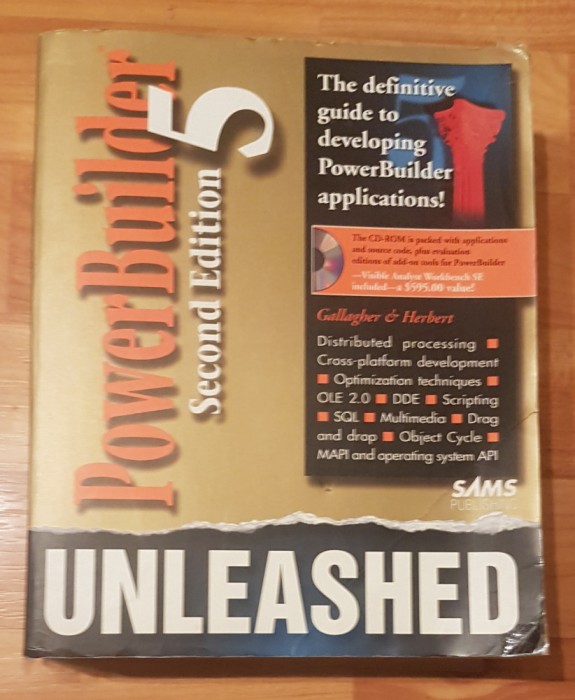 PowerBuilder 5
Second Edition
The definitive
guide to
developing
PowerBuilder
applications!
The CD-ROM is packed with applications
and source code, plus evaluation
editions of add-on tools for PowerBuilder
—Visible Analyst Workbench SE
included—a $595.00 value!
Gallagher & Herbert
Distributed processing ■
Cross-platform development
■ Optimization techniques ■
OLE 2.0 ■ DDE ■ Scripting
■ SQL ■ Multimedia ■ Drag
and drop ■ Object Cycle ■
MAPI and operating system API
SAMS
PUBLISHING
UNLEASHED